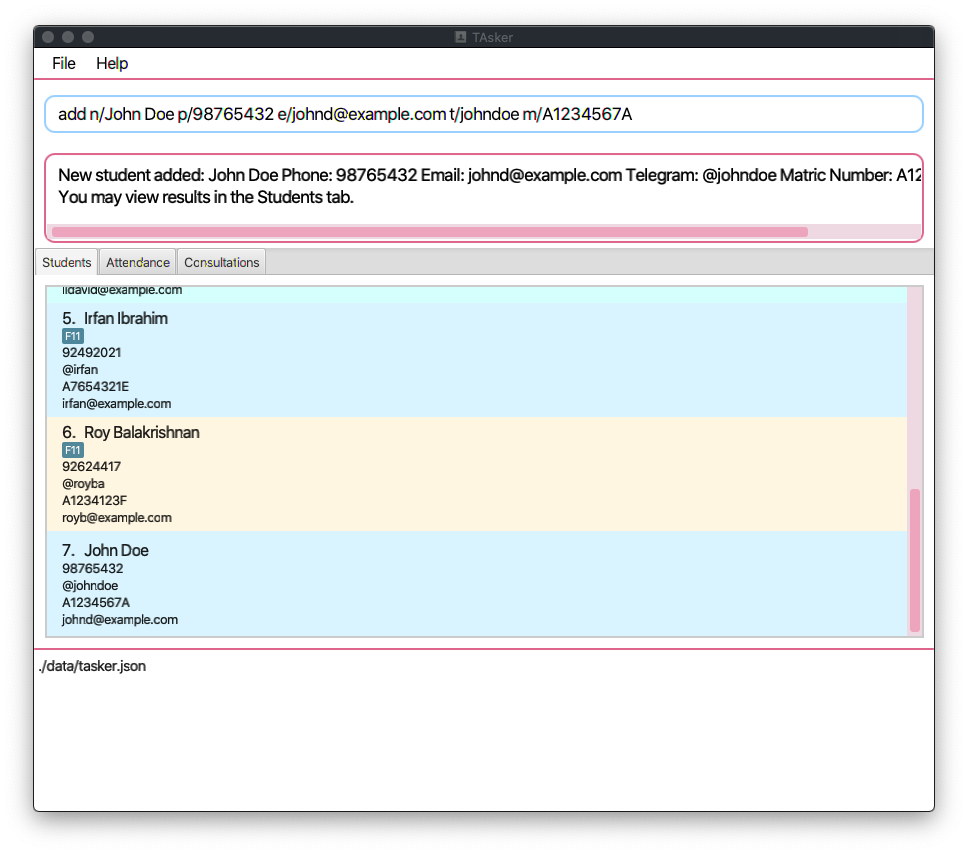 TAsker
File Help
add n/John Doe p/98765432 e/johnd@example.com t/johndoe m/A1234567A
New student added: John Doe Phone: 98765432 Email: johnd@example.com Telegram: @johndoe Matric Number: A12
You may view results in the Students tab.
Students Attendance Consultations
lidavid@example.com
5. Irfan Ibrahim
F11
92492021
@irfan
A7654321E
irfan@example.com
6. Roy Balakrishnan
F11
92624417
@royba
A1234123F
royb@example.com
7. John Doe
98765432
@johndoe
A1234567A
johnd@example.com
./data/tasker.json